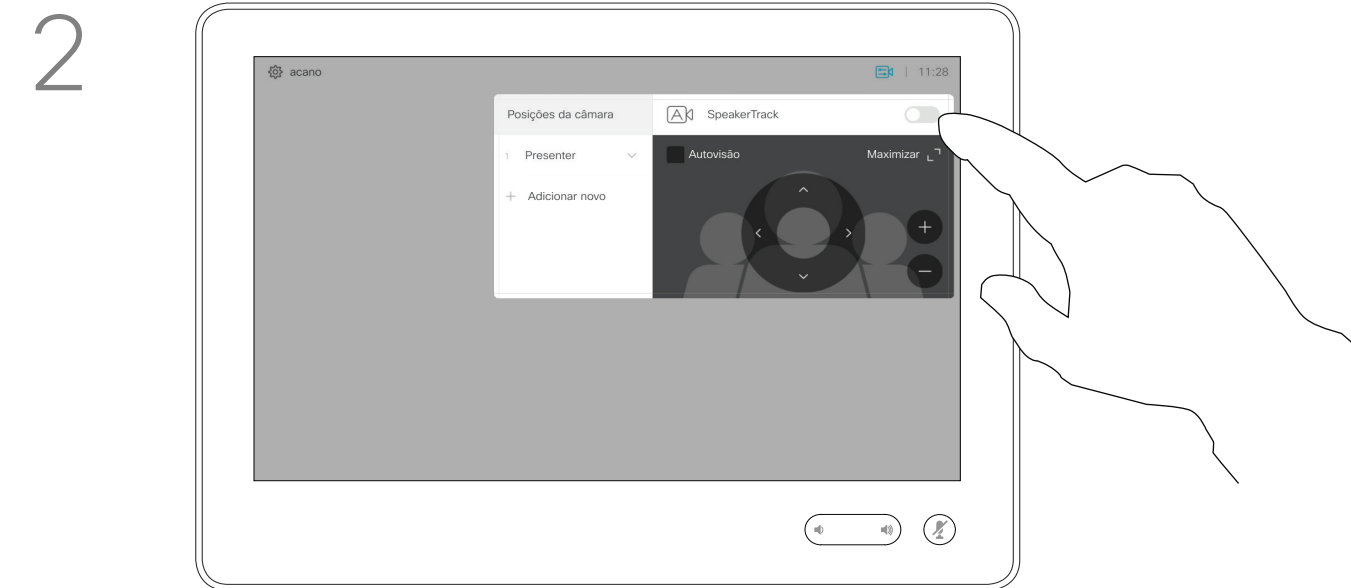 2
acano
11:28
Posições da câmara
SpeakerTrack
1 Presenter
Autovisão
Maximizar
+ Adicionar novo